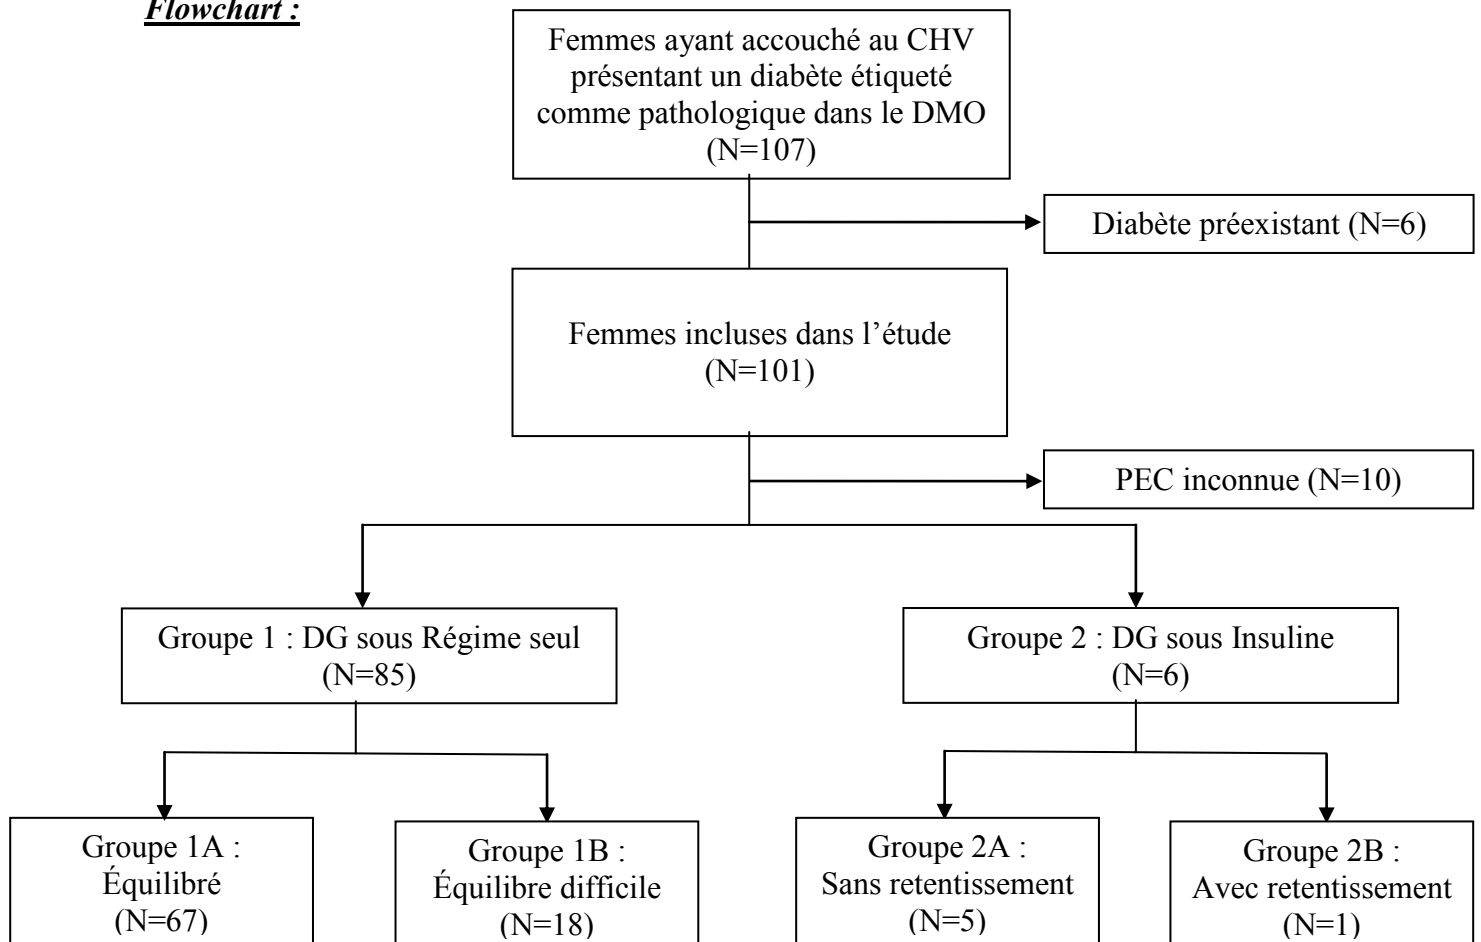 Flowchart :
Femmes ayant accouché au CHV
présentant un diabète étiqueté
comme pathologique dans le DMO
(N=107)
Diabète préexistant (N=6)
Femmes incluses dans l’étude
(N=101)
PEC inconnue (N=10)
Groupe 1 : DG sous Régime seul
(N=85)
Groupe 2 : DG sous Insuline
(N=6)
Groupe 1A :
Équilibré
(N=67)
Groupe 1B :
Équilibre difficile
(N=18)
Groupe 2A :
Sans retentissement
(N=5)
Groupe 2B :
Avec retentissement
(N=1)